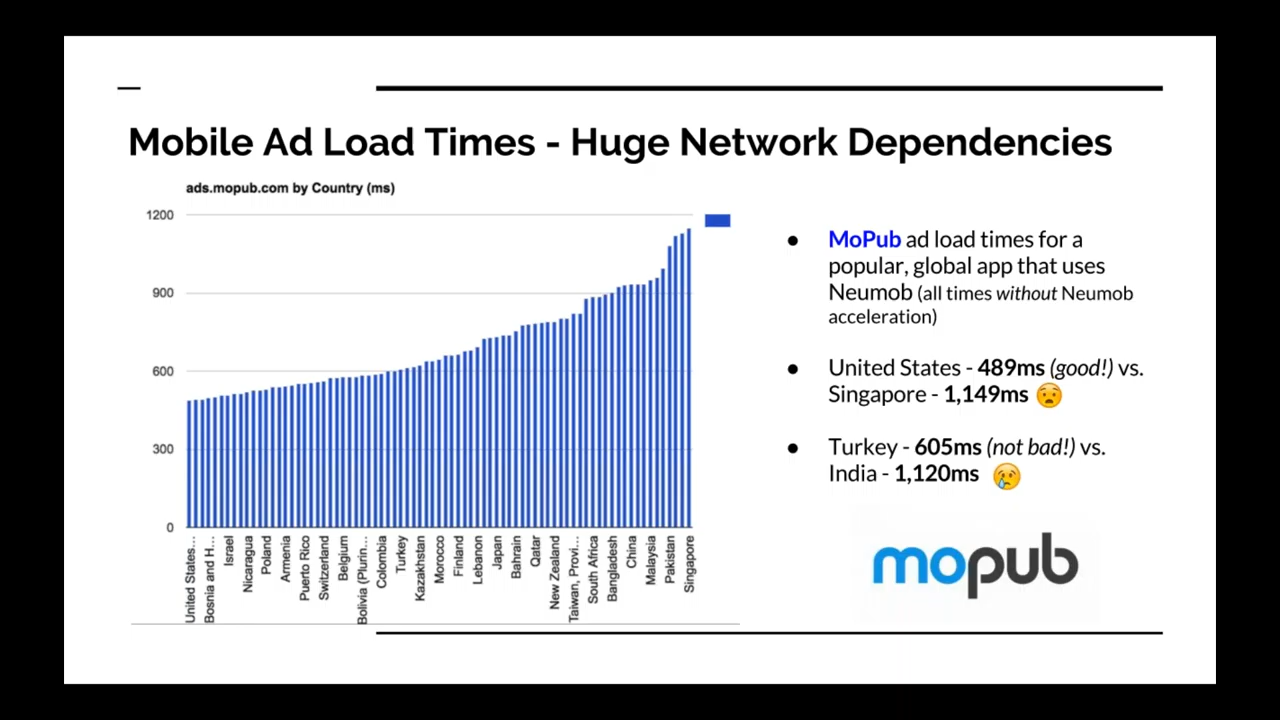 Mobile Ad Load Times - Huge Network Dependencies
ads.mopub.com by Country (ms)
1200
900
600
300
0
United States...
Bosnia and H...
Israel
Nicaragua
Poland
Armenia
Puerto Rico
Switzerland
Belgium
Bolivia (Plurin...
Colombia
Turkey
Kazakhstan
Morocco
Finland
Lebanon
Japan
Bahrain
Qatar
New Zealand
Taiwan, Provi...
South Africa
Bangladesh
China
Malaysia
Pakistan
Singapore
● MoPub ad load times for a
popular, global app that uses
Neumob (all times without Neumob
acceleration)
● United States - 489ms (good!) vs.
Singapore - 1,149ms 😧
● Turkey - 605ms (not bad!) vs.
India - 1,120ms 😢
mopub